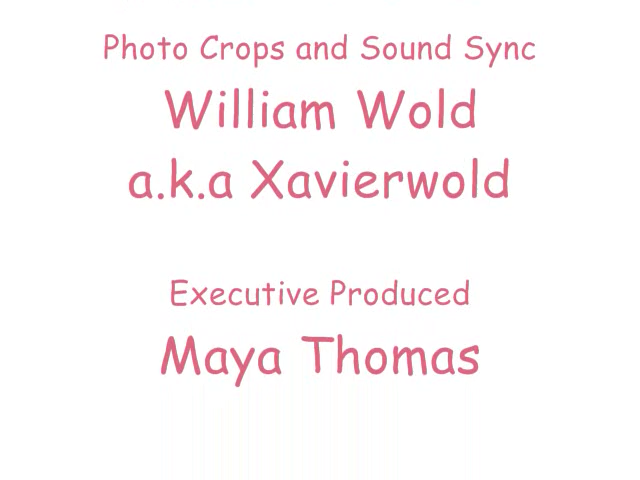 Photo Crops and Sound Sync
William Wold
a.k.a Xavierwold
Executive Produced
Maya Thomas